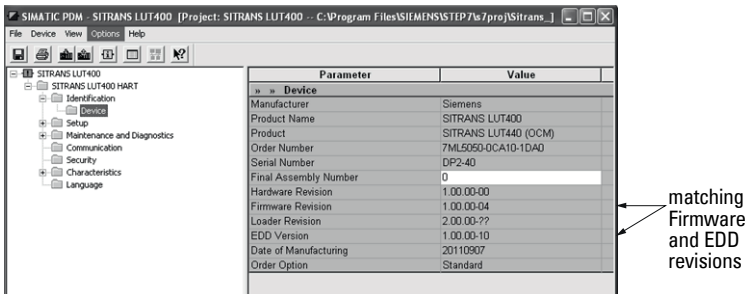 SIMATIC PDM - SITRANS LUT400 [Project: SITRANS LUT400 -- C:\Program Files\SIEMENS\STEP7\s7proj\Sitrans_]
File Device View Options Help
SITRANS LUT400
SITRANS LUT400 HART
Identification
Device
Setup
Maintenance and Diagnostics
Communication
Security
Characteristics
Language
Parameter Value
» » Device
Manufacturer Siemens
Product Name SITRANS LUT400
Product SITRANS LUT440 (OCM)
Order Number 7ML5050-0CA10-1DA0
Serial Number DP2-40
Final Assembly Number 0
Hardware Revision 1.00.00-00
Firmware Revision 1.00.00-04
Loader Revision 2.00.00-??
EDD Version 1.00.00-10
Date of Manufacturing 20110907
Order Option Standard
matching
Firmware
and EDD
revisions